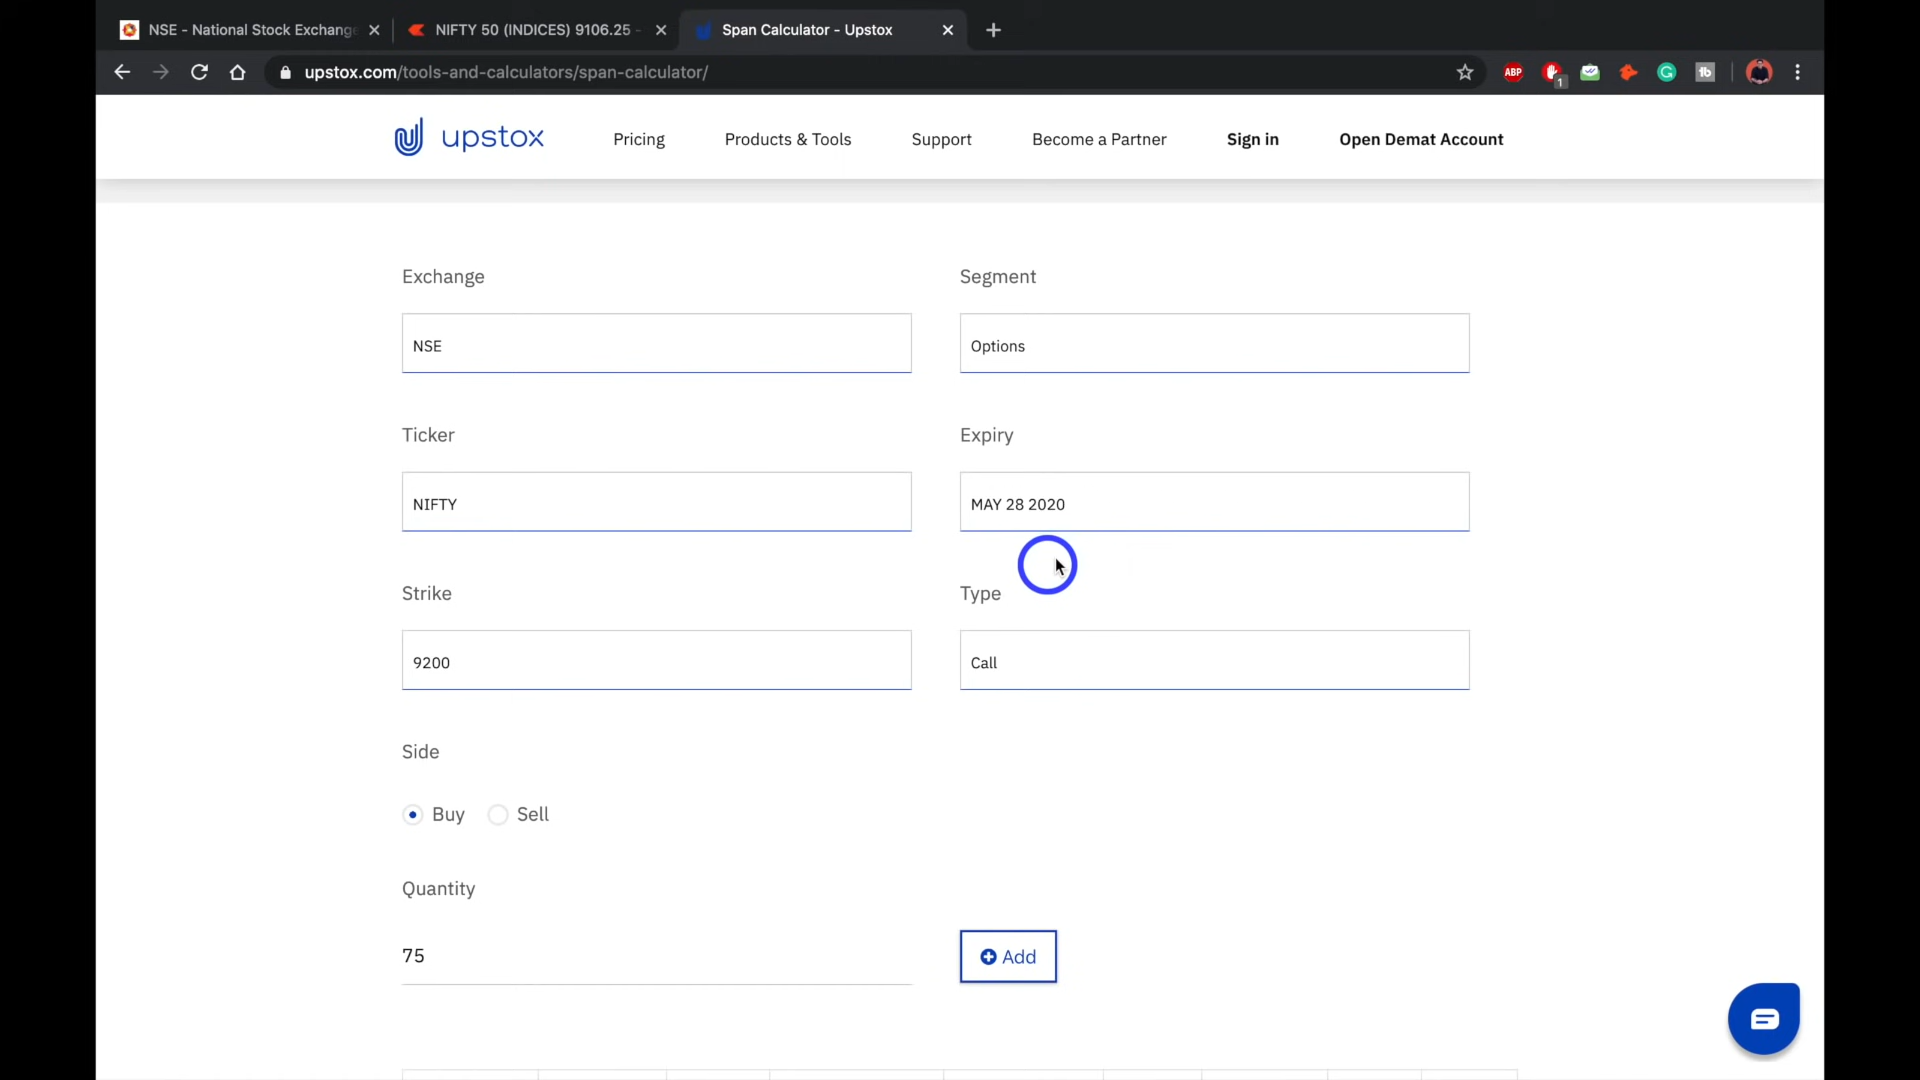 NSE - National Stock Exchange
NIFTY 50 (INDICES) 9106.25 -
Span Calculator - Upstox
upstox.com/tools-and-calculators/span-calculator/
ABP
1
G
tb
upstox
Pricing
Products & Tools
Support
Become a Partner
Sign in
Open Demat Account
Exchange
Segment
NSE
Options
Ticker
Expiry
NIFTY
MAY 28 2020
Strike
Type
9200
Call
Side
Buy
Sell
Quantity
75
Add